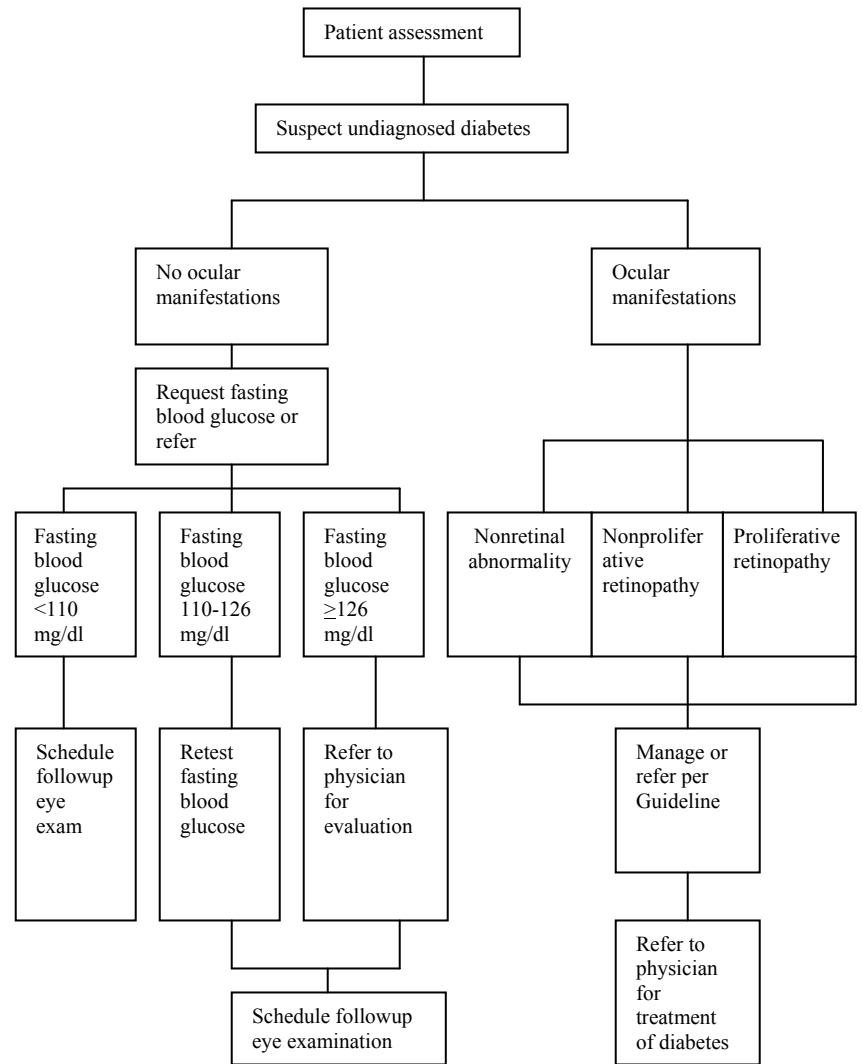 Patient assessment
Suspect undiagnosed diabetes
No ocular
manifestations
Ocular
manifestations
Request fasting
blood glucose or
refer
Fasting
blood
glucose
<110
mg/dl
Fasting
blood
glucose
110-126
mg/dl
Fasting
blood
glucose
≥126
mg/dl
Nonretinal
abnormality
Nonprolifer
ative
retinopathy
Proliferative
retinopathy
Schedule
followup
eye
exam
Retest
fasting
blood
glucose
Refer to
physician
for
evaluation
Manage or
refer per
Guideline
Schedule followup
eye examination
Refer to
physician
for
treatment
of diabetes